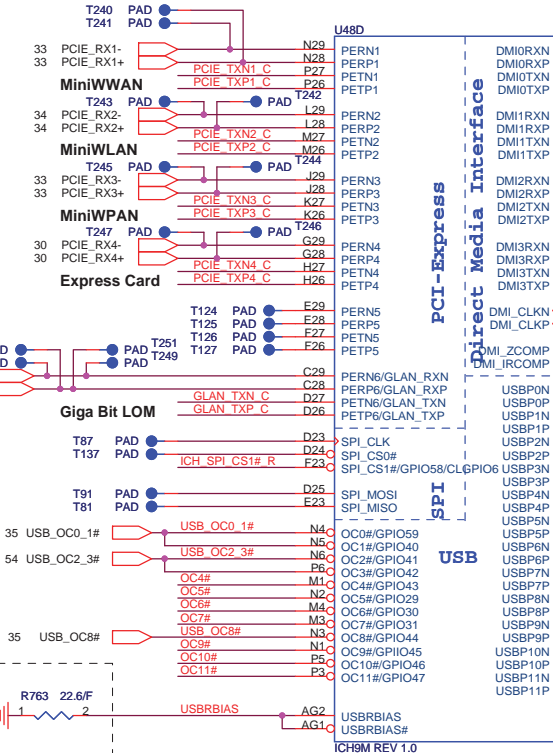 T240 PAD
T241 PAD
U48D
33 PCIE_RX1- N29 PERN1 DMI0RXN
33 PCIE_RX1+ N28 PERP1 DMI0RXP
PCIE_TXN1_C P27 PETN1 DMI0TXN
PCIE_TXP1_C P26 PETP1 DMI0TXP
MiniWWAN
T243 PAD PAD T242
34 PCIE_RX2- L29 PERN2 DMI1RXN
34 PCIE_RX2+ L28 PERP2 DMI1RXP
PCIE_TXN2_C M27 PETN2 DMI1TXN
PCIE_TXP2_C M26 PETP2 DMI1TXP
MiniWLAN
T245 PAD PAD T244
33 PCIE_RX3- J29 PERN3 DMI2RXN
33 PCIE_RX3+ J28 PERP3 DMI2RXP
PCIE_TXN3_C K27 PETN3 DMI2TXN
PCIE_TXP3_C K26 PETP3 DMI2TXP
MiniWPAN
T247 PAD PAD T246
30 PCIE_RX4- G29 PERN4 DMI3RXN
30 PCIE_RX4+ G28 PERP4 DMI3RXP
PCIE_TXN4_C H27 PETN4 DMI3TXN
PCIE_TXP4_C H26 PETP4 DMI3TXP
Express Card
PCI-Express
Direct Media Interface
T124 PAD E29 PERN5 DMI_CLKN
T125 PAD E28 PERP5 DMI_CLKP
T126 PAD F27 PETN5
T127 PAD F26 PETP5 DMI_ZCOMP
DMI_IRCOMP
D PAD T251
D PAD T249
C29 PERN6/GLAN_RXN
C28 PERP6/GLAN_RXP USBP0N
GLAN_TXN_C D27 PETN6/GLAN_TXN USBP0P
GLAN_TXP_C D26 PETP6/GLAN_TXP USBP1N
Giga Bit LOM
USBP1P
T87 PAD D23 SPI_CLK USBP2N
T137 PAD D24 SPI_CS0# USBP2P
ICH_SPI_CS1#_R F23 SPI_CS1#/GPIO58/CLGPIO6 USBP3N
USBP3P
T91 PAD D25 SPI_MOSI USBP4N
T81 PAD E23 SPI_MISO USBP4P
SPI
USBP5N
35 USB_OC0_1# USB_OC0_1# N4 OC0#/GPIO59 USBP5P
N5 OC1#/GPIO40 USBP6N
54 USB_OC2_3# USB_OC2_3# N6 OC2#/GPIO41 USBP6P
P6 OC3#/GPIO42 USBP7N
USB
OC4# M1 OC4#/GPIO43 USBP7P
OC5# N2 OC5#/GPIO29 USBP8N
OC6# M4 OC6#/GPIO30 USBP8P
OC7# M3 OC7#/GPIO31 USBP9N
35 USB_OC8# USB_OC8# N3 OC8#/GPIO44 USBP9P
OC9# N1 OC9#/GPIIO45 USBP10N
OC10# P5 OC10#/GPIO46 USBP10P
OC11# P3 OC11#/GPIO47 USBP11N
USBP11P
R763 22.6/F
1 2 USBRBIAS AG2 USBRBIAS
AG1 USBRBIAS#
ICH9M REV 1.0